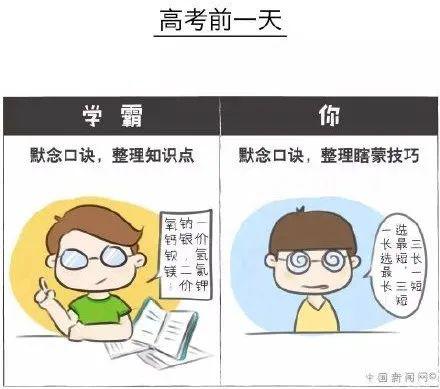 高考前一天
学霸
你
默念口诀，整理知识点
默念口诀，整理瞎蒙技巧
一价氢氯钾
钠银，二价
氧钙钡镁…
三长一短
选最短，三短
一长选最长
中国新闻网©